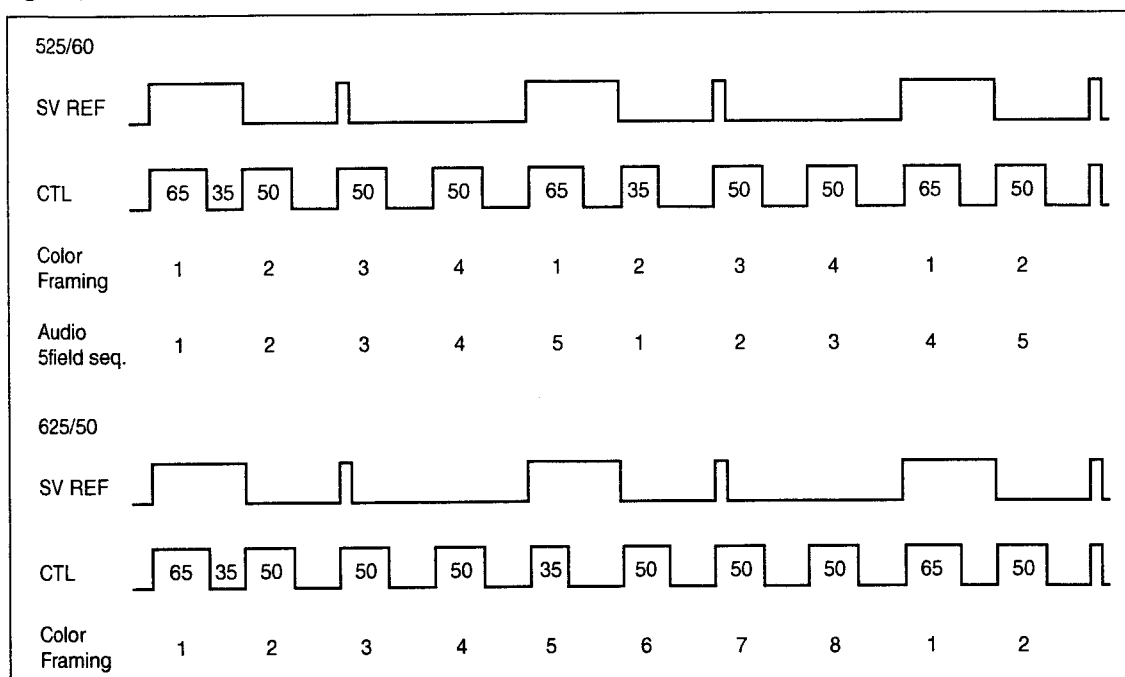 525/60
SV REF
CTL 65 35 50 50 50 65 35 50 50 65 50
Color
Framing 1 2 3 4 1 2 3 4 1 2
Audio
5field seq. 1 2 3 4 5 1 2 3 4 5
625/50
SV REF
CTL 65 35 50 50 50 35 50 50 50 65 50
Color
Framing 1 2 3 4 5 6 7 8 1 2